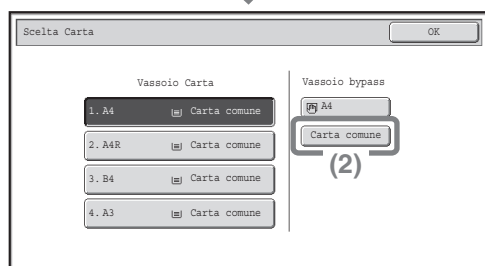 Scelta Carta
OK
Vassoio Carta
1. A4 Carta comune
2. A4R Carta comune
3. B4 Carta comune
4. A3 Carta comune
Vassoio bypass
A4
Carta comune
(2)